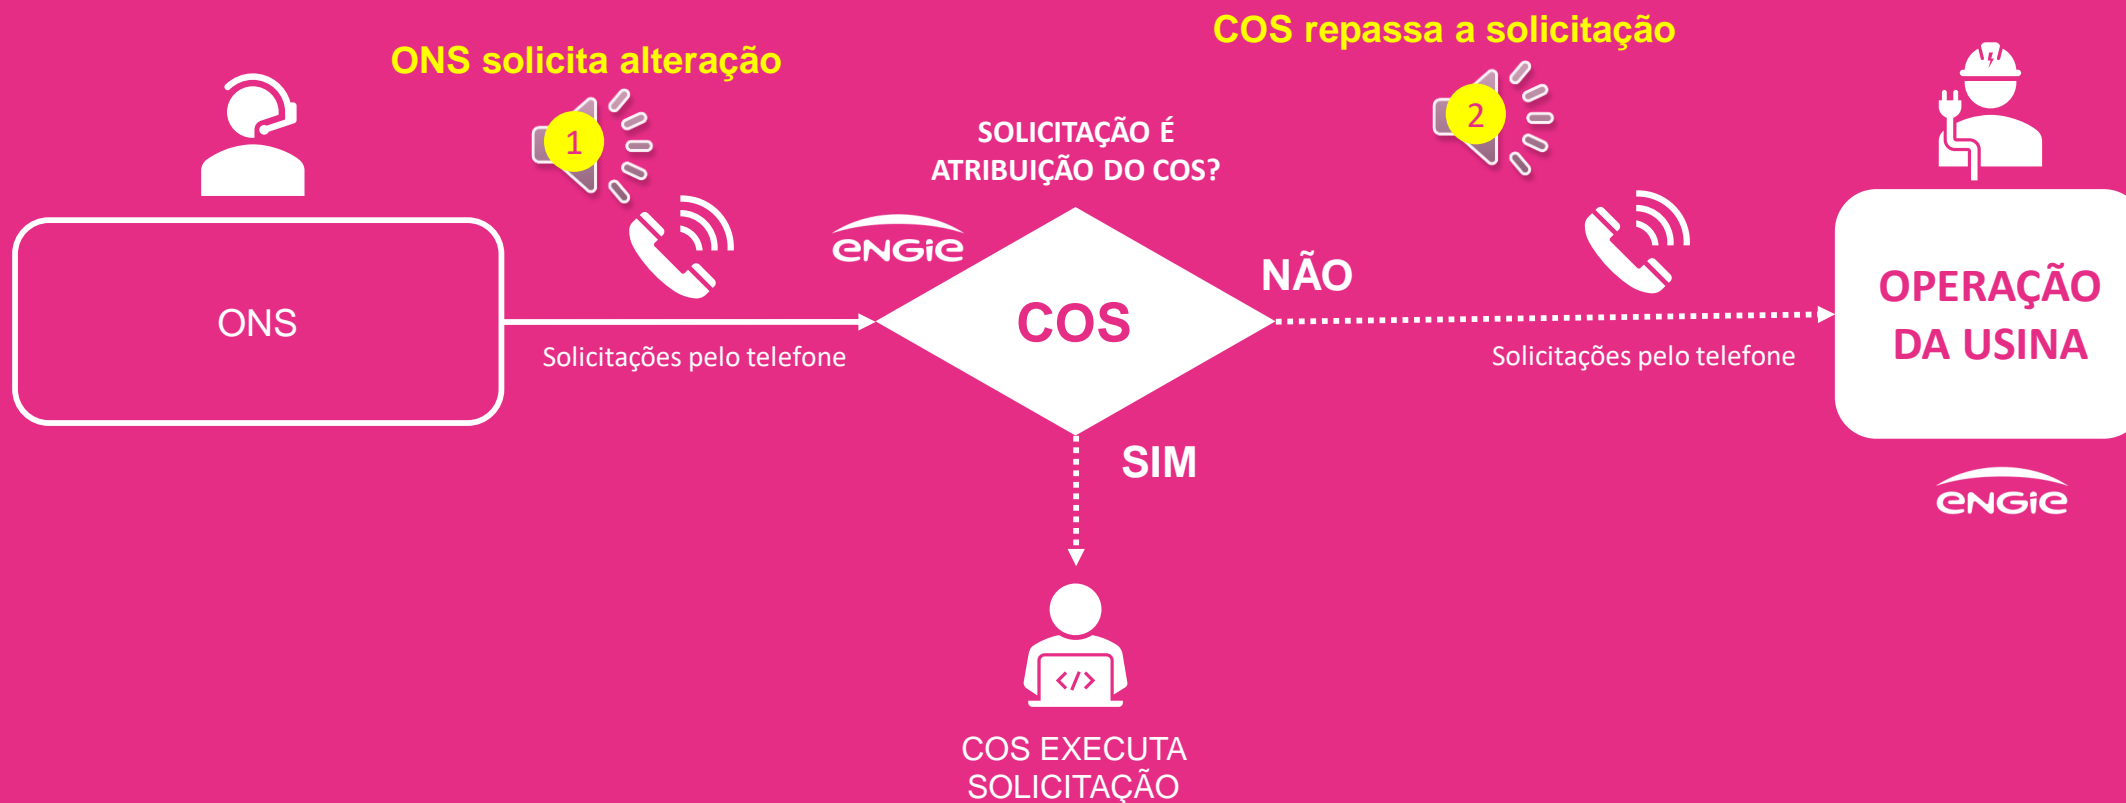 ONS solicita alteração
1
ONS
Solicitações pelo telefone
SOLICITAÇÃO É
ATRIBUIÇÃO DO COS?
ENGIE
COS
NÃO
SIM
COS repassa a solicitação
2
Solicitações pelo telefone
OPERAÇÃO
DA USINA
ENGIE
</>
COS EXECUTA
SOLICITAÇÃO